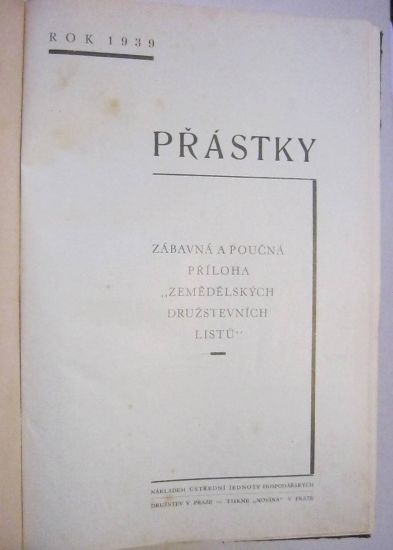 ROK 1939
PŘÁSTKY
ZÁBAVNÁ A POUČNÁ
PŘÍLOHA
„ZEMĚDĚLSKÝCH
DRUŽSTEVNÍCH
LISTŮ“
NÁKLADEM ÚSTŘEDNÍ JEDNOTY HOSPODÁŘSKÝCH
DRUŽSTEV V PRAZE — TISKNE „NOVINA“ V PRAZE